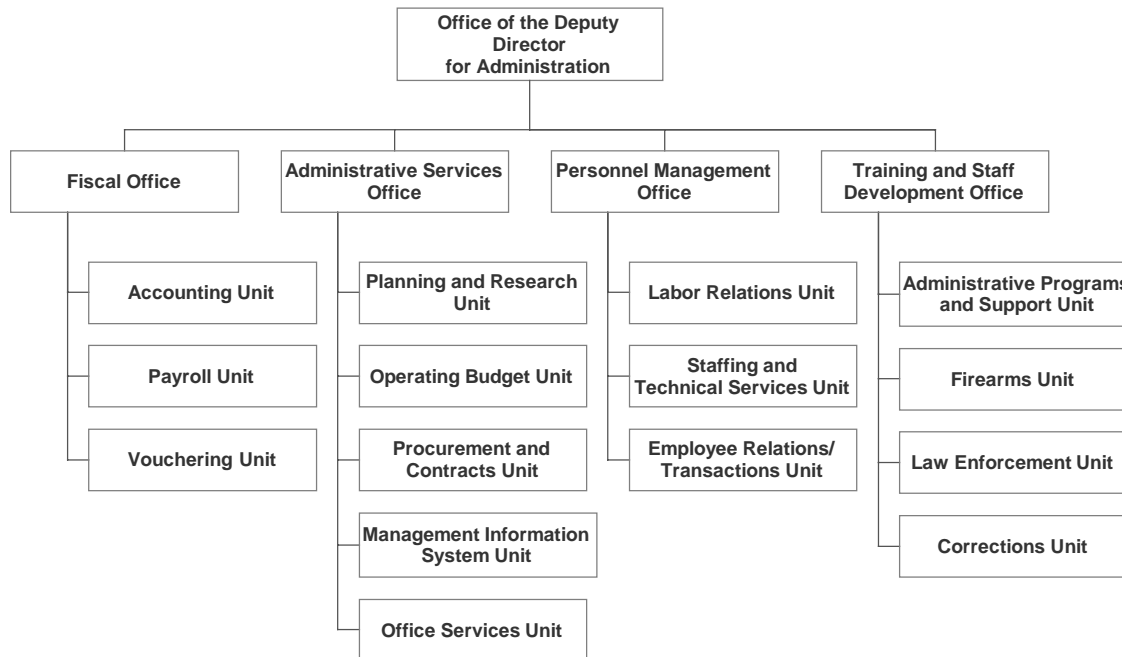 Office of the Deputy
Director
for Administration
Fiscal Office
Administrative Services
Office
Personnel Management
Office
Training and Staff
Development Office
Accounting Unit
Payroll Unit
Vouchering Unit
Planning and Research
Unit
Operating Budget Unit
Procurement and
Contracts Unit
Management Information
System Unit
Office Services Unit
Labor Relations Unit
Staffing and
Technical Services Unit
Employee Relations/
Transactions Unit
Administrative Programs
and Support Unit
Firearms Unit
Law Enforcement Unit
Corrections Unit